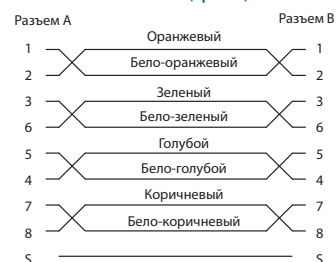 Разъем A Разъем B
Оранжевый
1 1
Бело-оранжевый
2 2
Зеленый
3 3
Бело-зеленый
6 6
Голубой
5 5
Бело-голубой
4 4
Коричневый
7 7
Бело-коричневый
8 8
S S